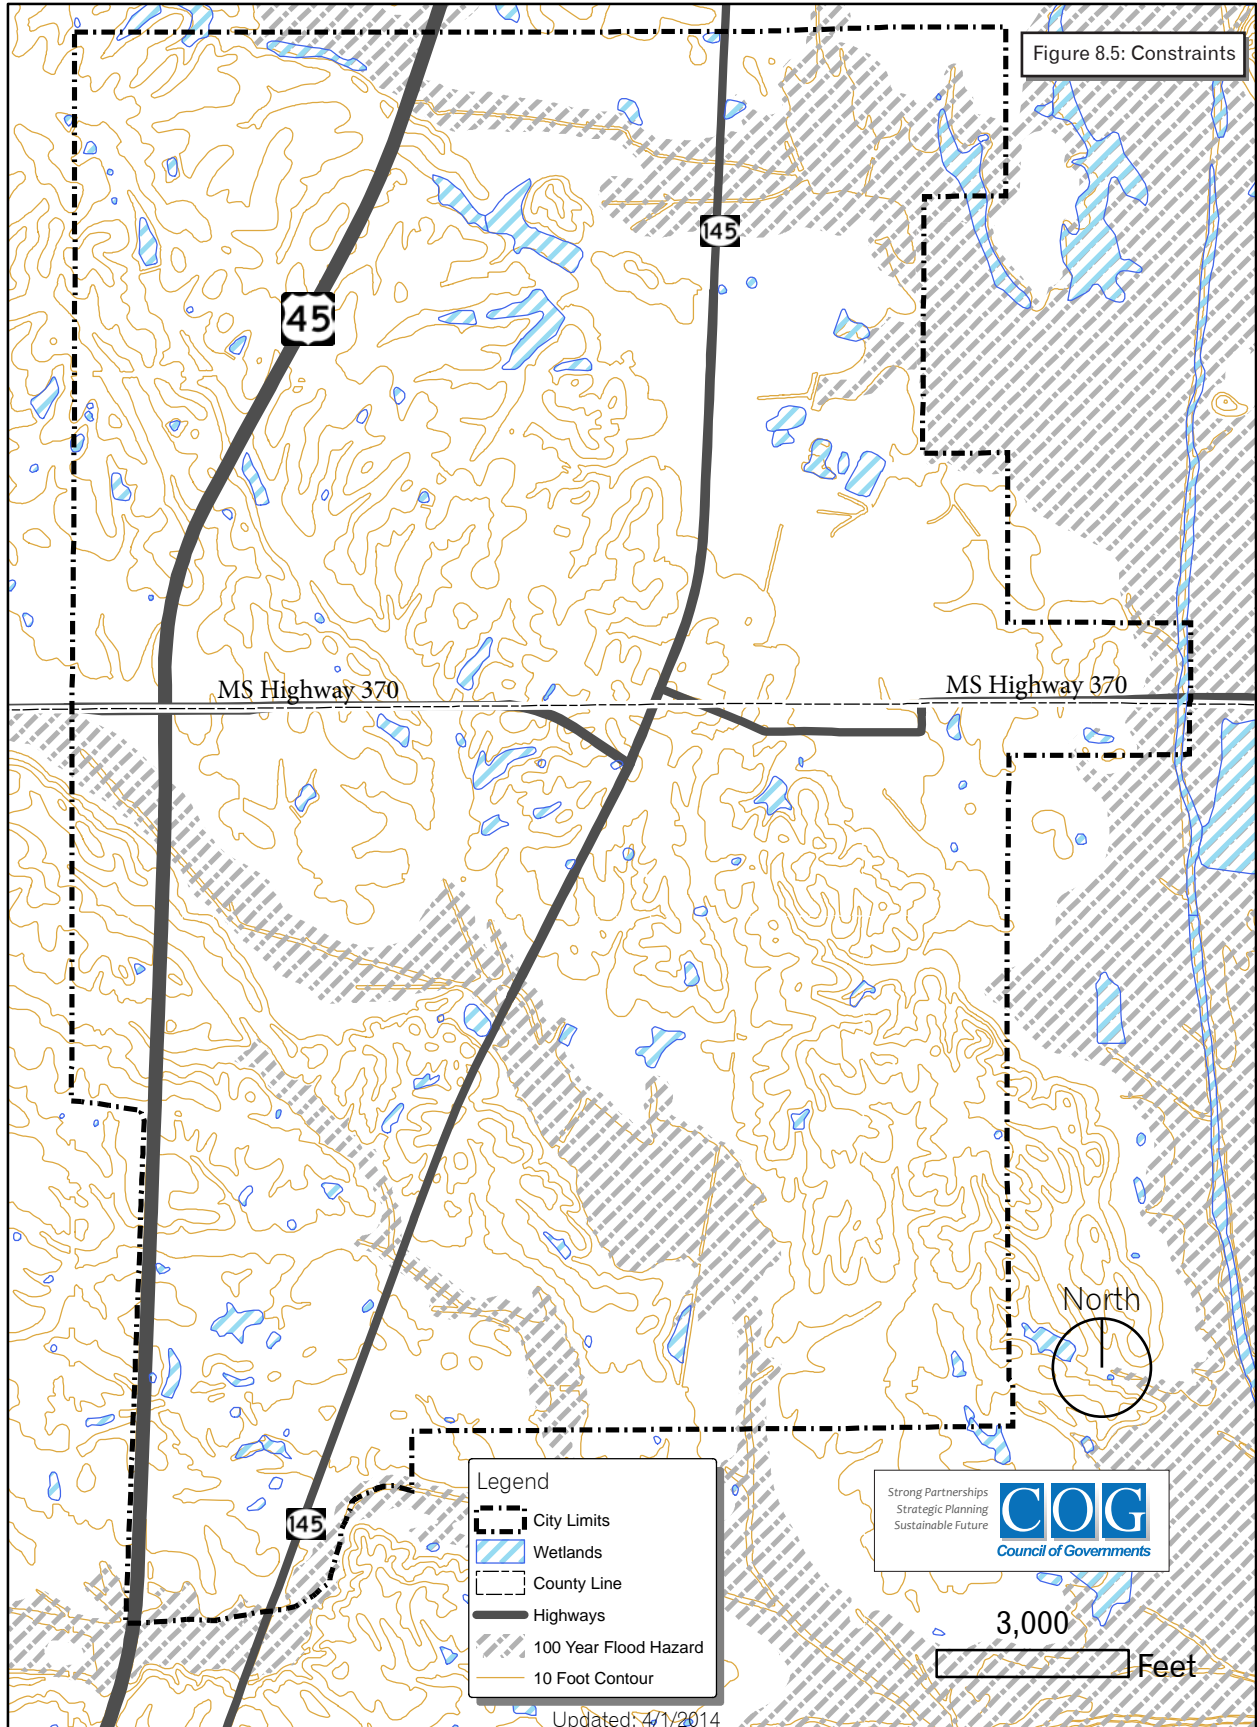 Figure 8.5: Constraints
145
45
MS Highway 370
MS Highway 370
North
145
Legend
City Limits
Wetlands
County Line
Highways
100 Year Flood Hazard
10 Foot Contour
Strong Partnerships
Strategic Planning
Sustainable Future
COG
Council of Governments
3,000
Feet
Updated: 4/1/2014